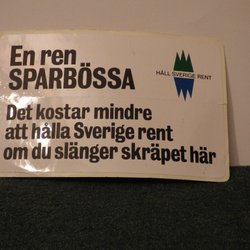 En ren
SPARBÖSSA
HÅLL SVERIGE RENT
Det kostar mindre
att hålla Sverige rent
om du slänger skräpet här